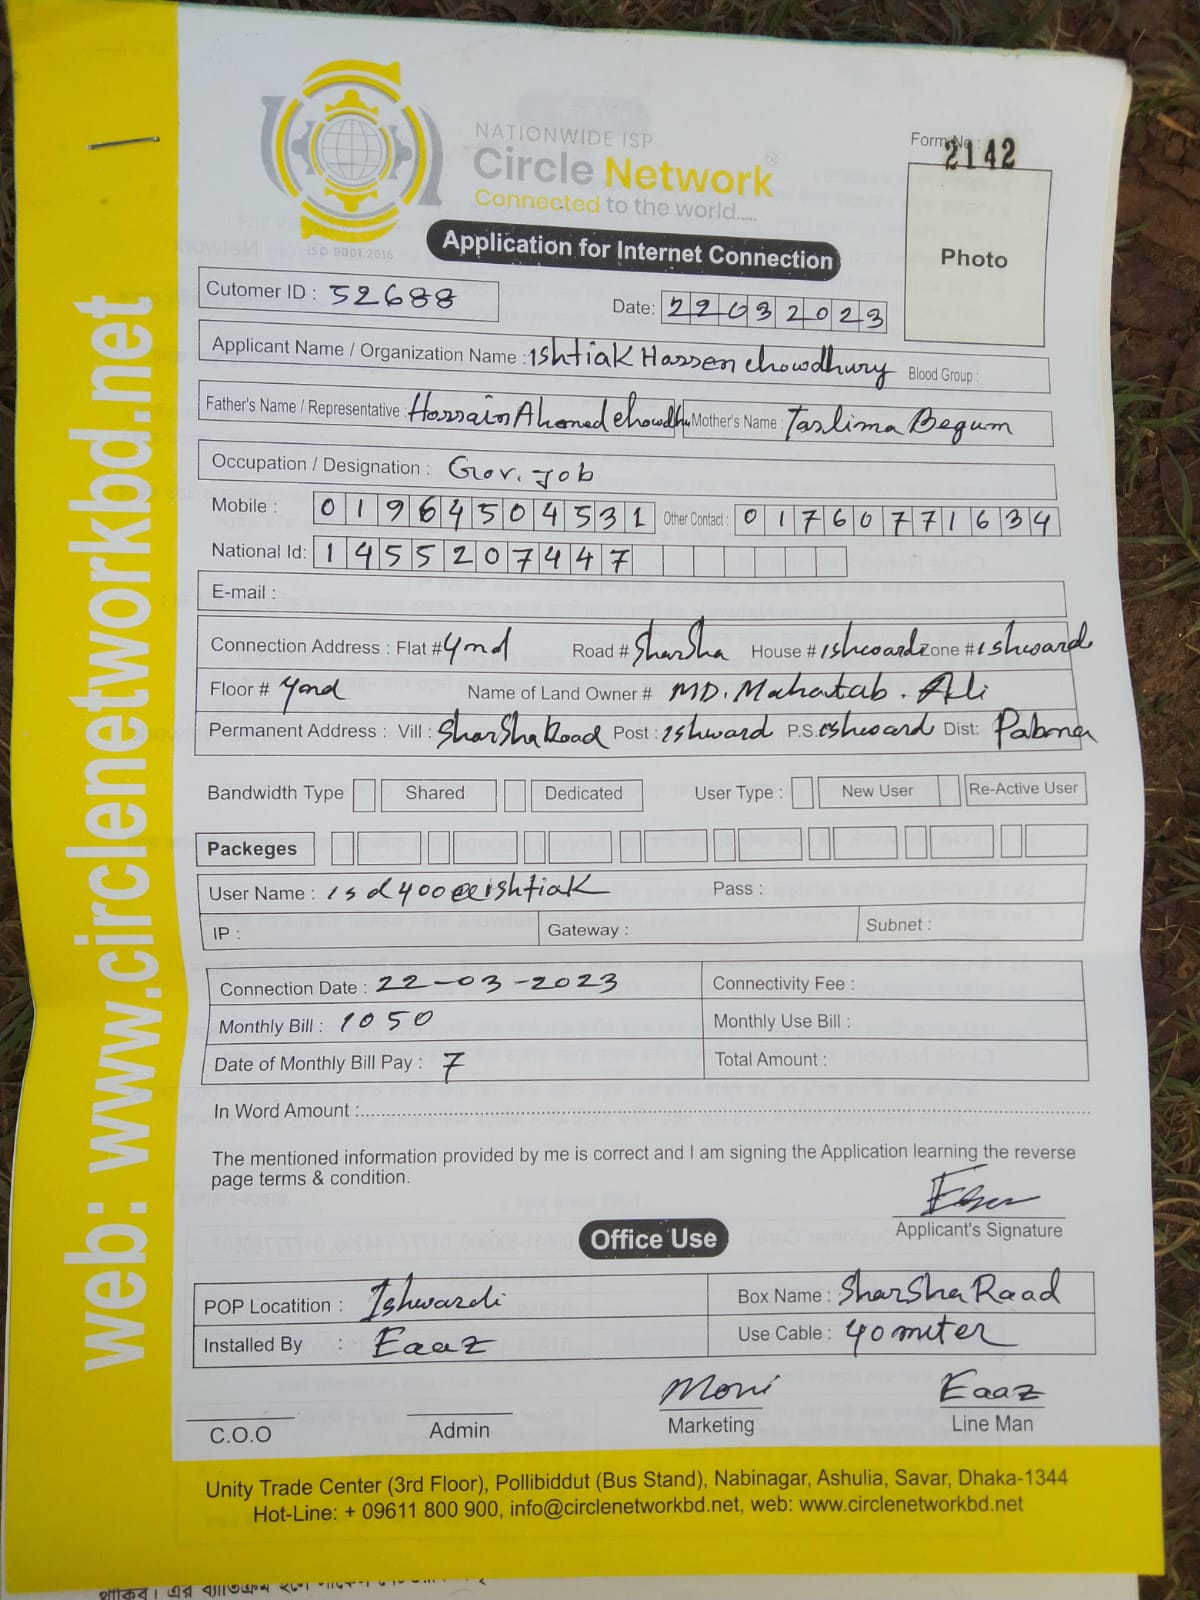 NATIONWIDE ISP
Circle Network
Connected to the world.....
ISO 9001:2015
Form No : 2142
Photo
Application for Internet Connection
Cutomer ID : 52688
Date: 22032023
Applicant Name / Organization Name : Ishtiak Hassen Chowdhury Blood Group :
Father's Name / Representative : Hossain Ahmed Chowdhu Mother's Name : Taslima Begum
Occupation / Designation : Gov. Job
Mobile : 01964504531 Other Contact : 01760771634
National Id: 1455207447
E-mail :
Connection Address : Flat # Road # SharSha House # Ishwardi Zone # Ishward
Floor # Name of Land Owner # MD. Mahatab . Ali
Permanent Address : Vill : SharSha Road Post : Ishward P.S. Eshward Dist: Pabna
Bandwidth Type Shared Dedicated User Type : New User Re-Active User
Packeges
User Name : Pass :
IP : Gateway : Subnet :
Connection Date : 22-03-2023 Connectivity Fee :
Monthly Bill : 1050 Monthly Use Bill :
Date of Monthly Bill Pay : 7 Total Amount :
In Word Amount :
The mentioned information provided by me is correct and I am signing the Application learning the reverse
page terms & condition.
Applicant's Signature
Office Use
POP Locatition : Ishwardi Box Name : SharSha Raad
Installed By : Eaaz Use Cable : 40 miter
Moni Eaaz
C.O.O Admin Marketing Line Man
Unity Trade Center (3rd Floor), Pollibiddut (Bus Stand), Nabinagar, Ashulia, Savar, Dhaka-1344
Hot-Line: + 09611 800 900, info@circlenetworkbd.net, web: www.circlenetworkbd.net
web: www.circlenetworkbd.net